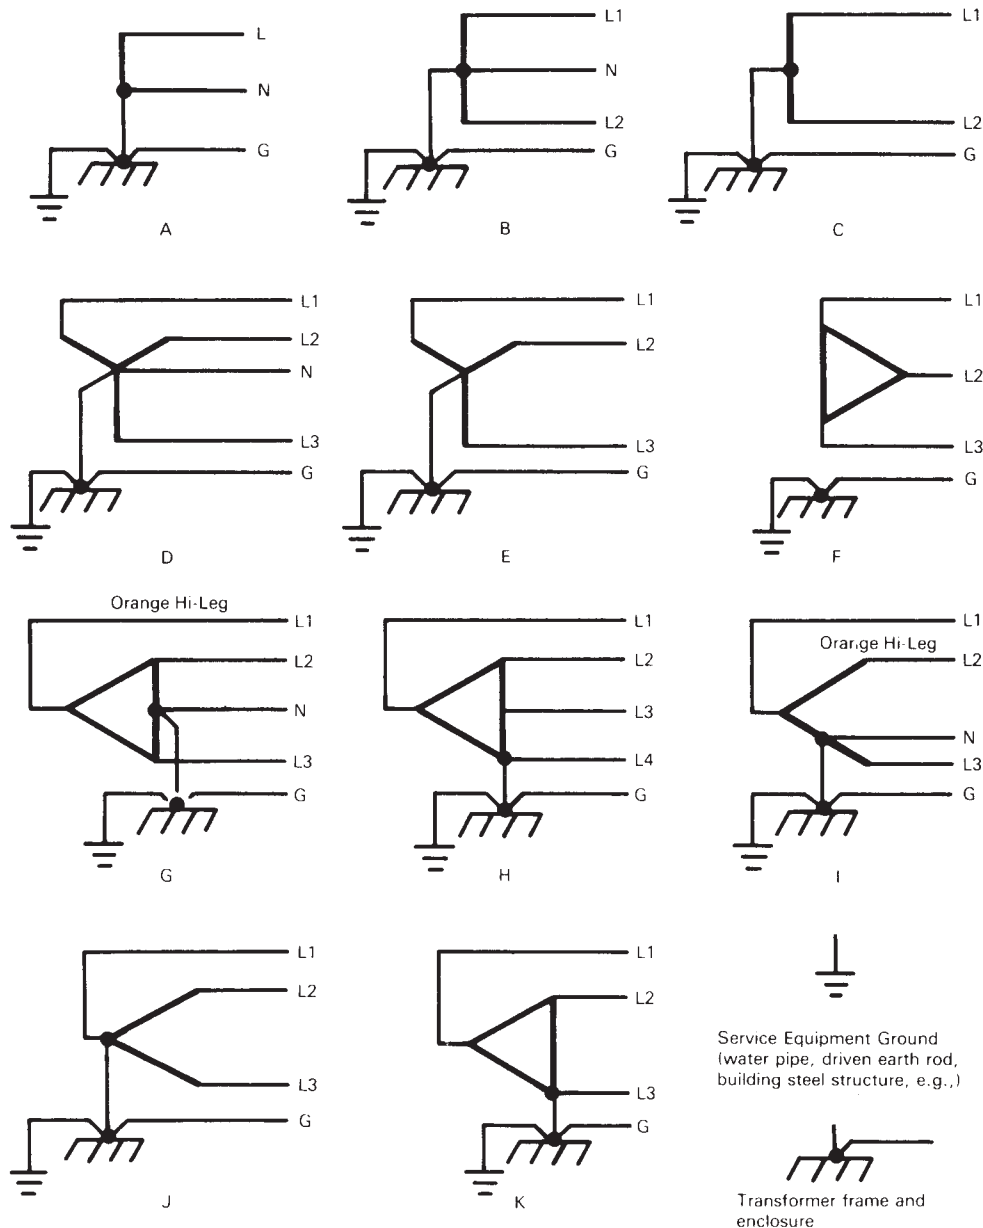 L
N
G
A
L1
N
L2
G
B
L1
L2
G
C
L1
L2
N
L3
G
D
L1
L2
L3
G
E
L1
L2
L3
G
F
Orange Hi-Leg
L1
L2
N
L3
G
G
L1
L2
L3
L4
G
H
L1
Orange Hi-Leg
L2
N
L3
G
I
L1
L2
L3
G
J
L1
L2
L3
G
K
Service Equipment Ground
(water pipe, driven earth rod,
building steel structure, e.g.,)
Transformer frame and
enclosure